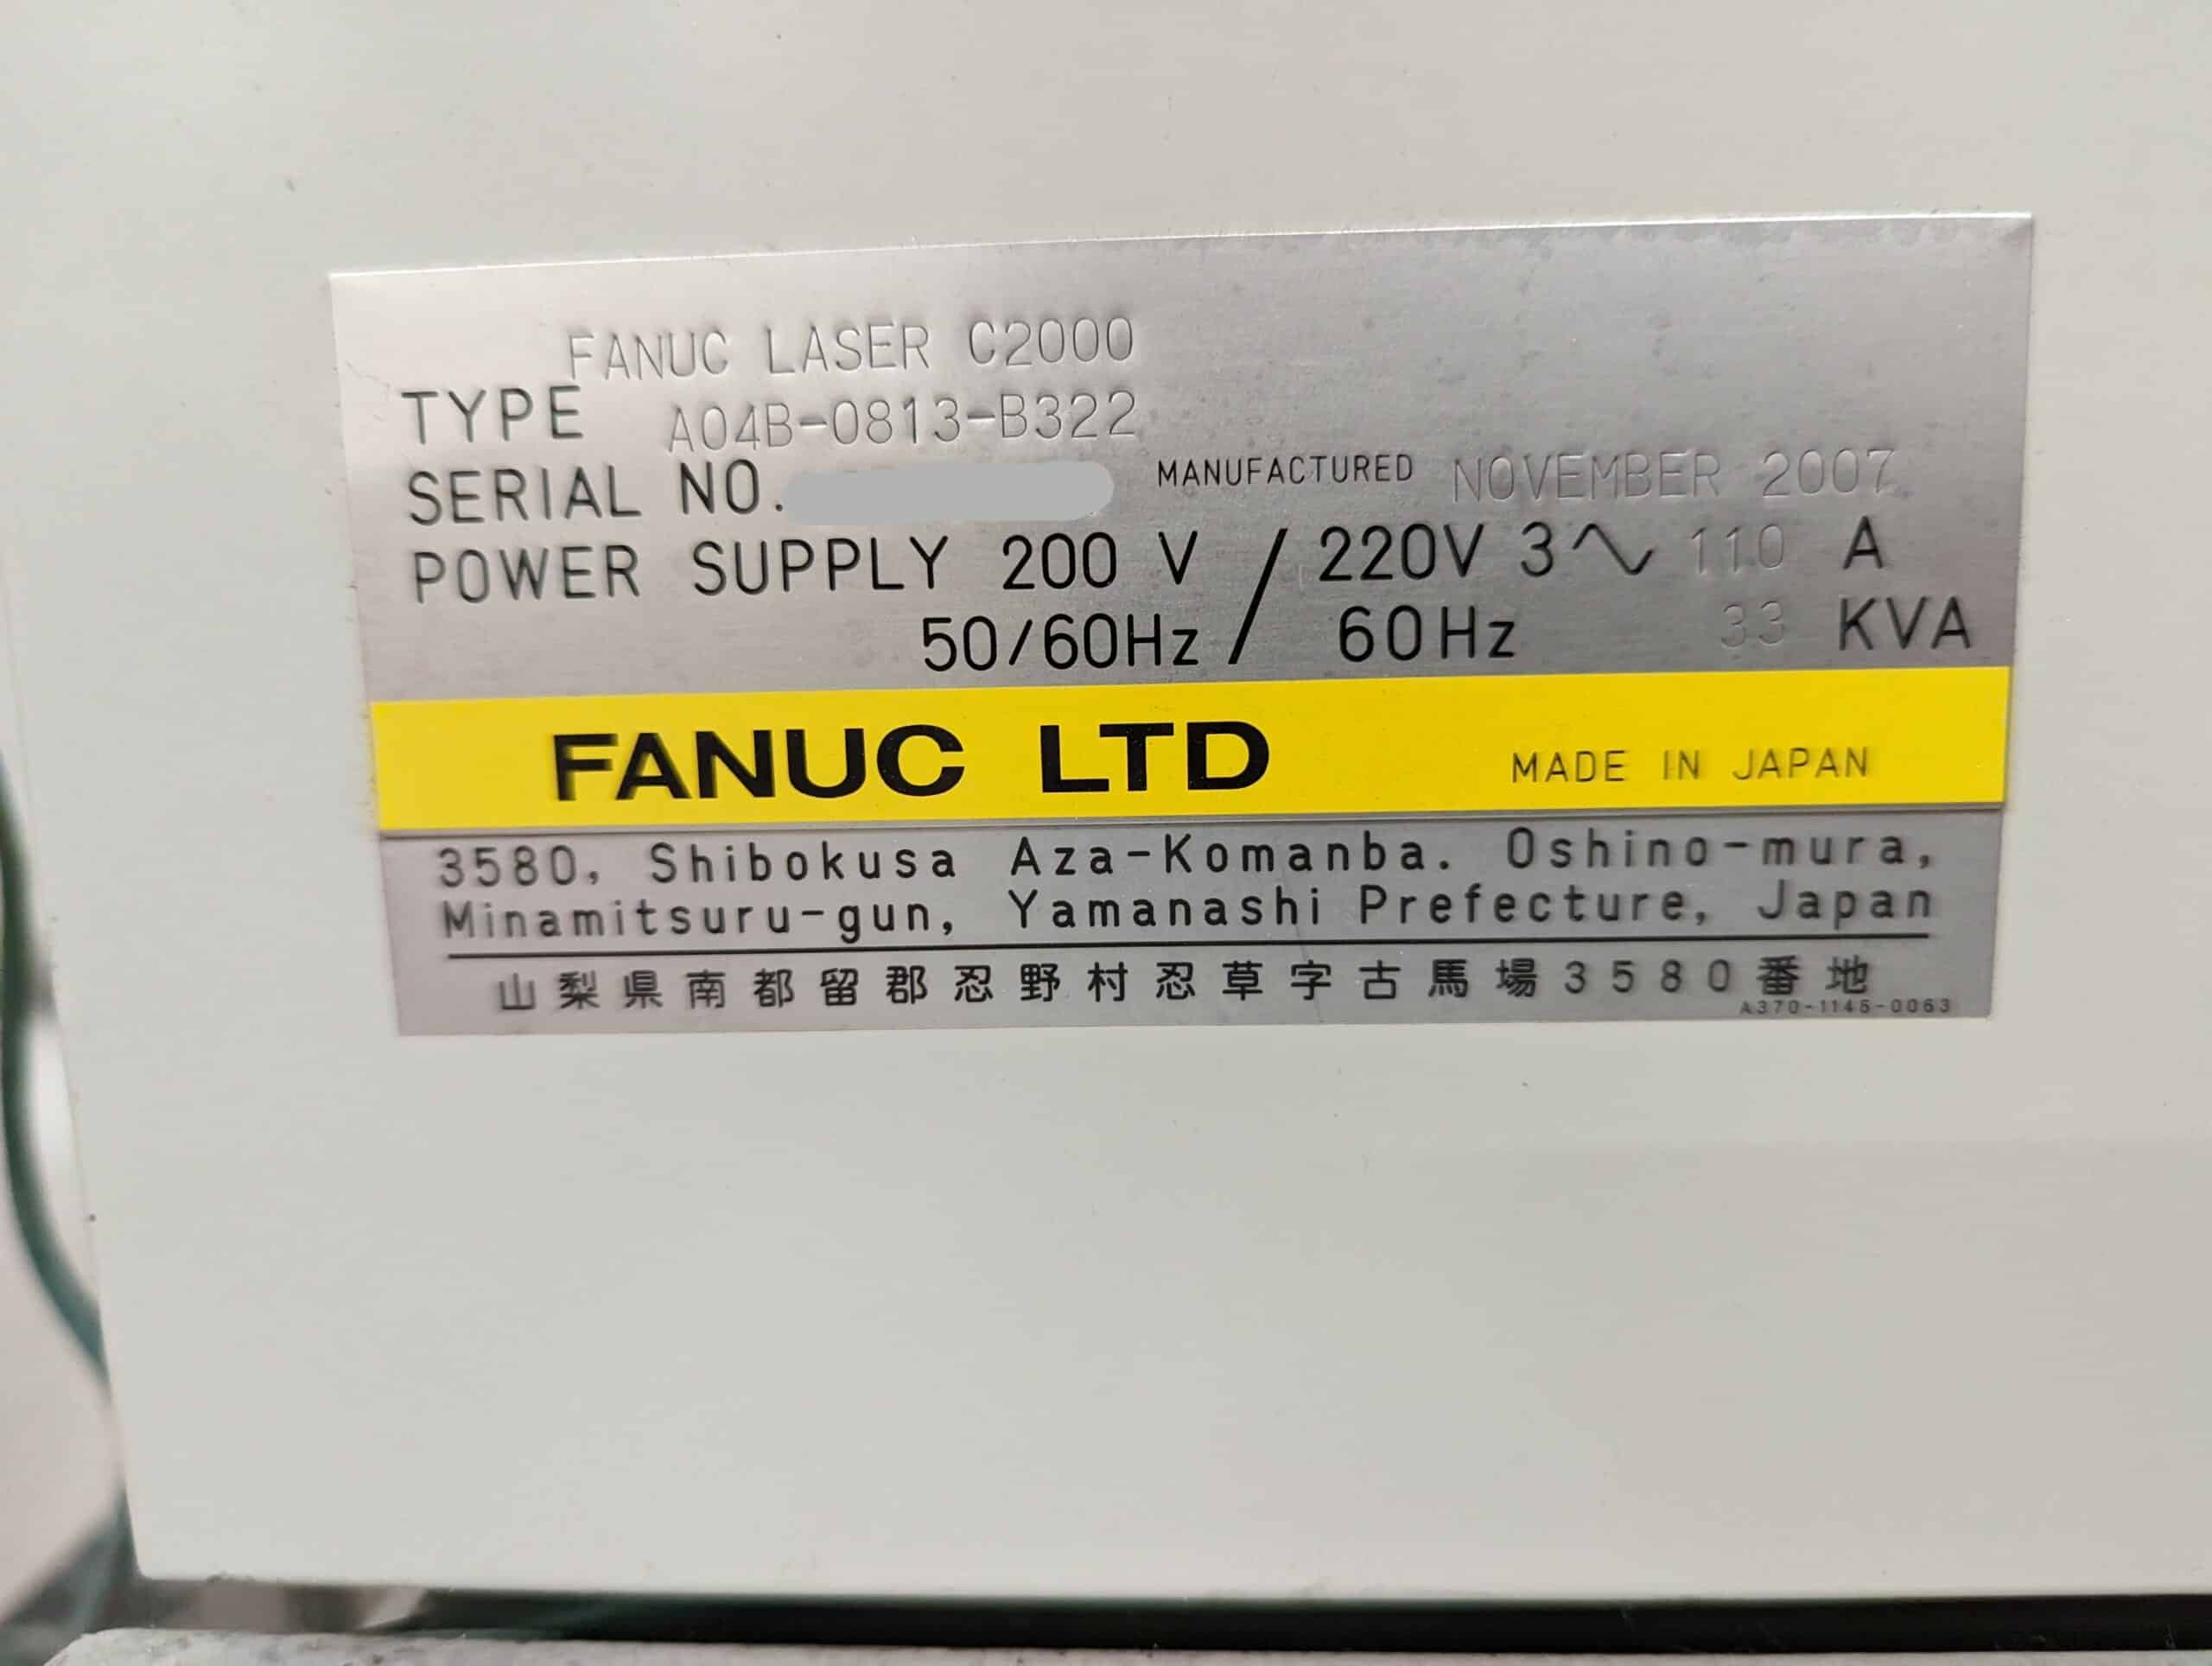 FANUC LASER C2000
TYPE A04B-0813-B322
SERIAL NO. MANUFACTURED NOVEMBER 2007
POWER SUPPLY 200 V / 220V 3∿ 110 A
50/60Hz 60Hz 33 KVA
FANUC LTD MADE IN JAPAN
3580, Shibokusa Aza-Komanba. Oshino-mura,
Minamitsuru-gun, Yamanashi Prefecture, Japan
山梨県南都留郡忍野村忍草字古馬場3580番地
A370-1145-0063